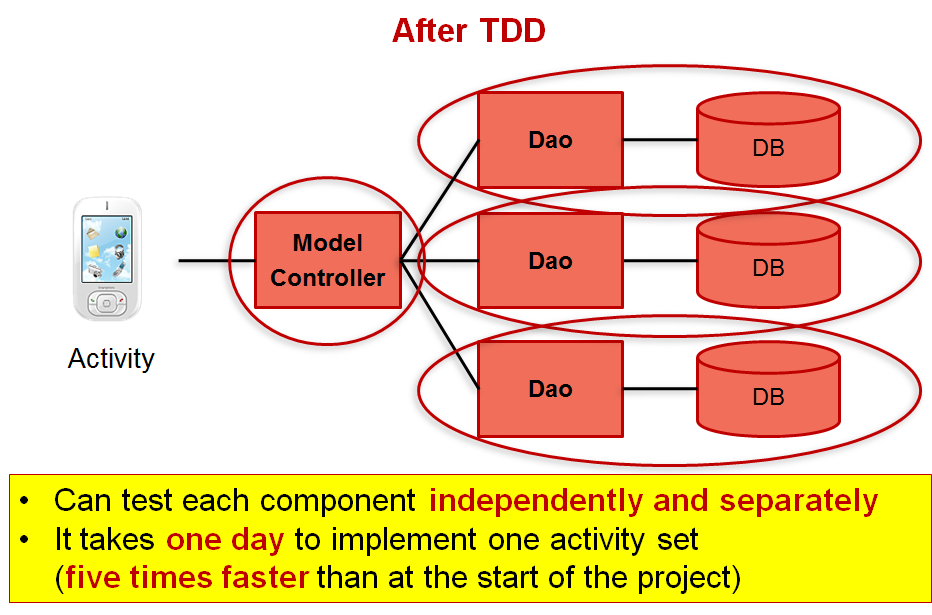 After TDD
Dao
DB
Model
Controller
Dao
DB
Activity
Dao
DB
• Can test each component independently and separately
• It takes one day to implement one activity set
(five times faster than at the start of the project)